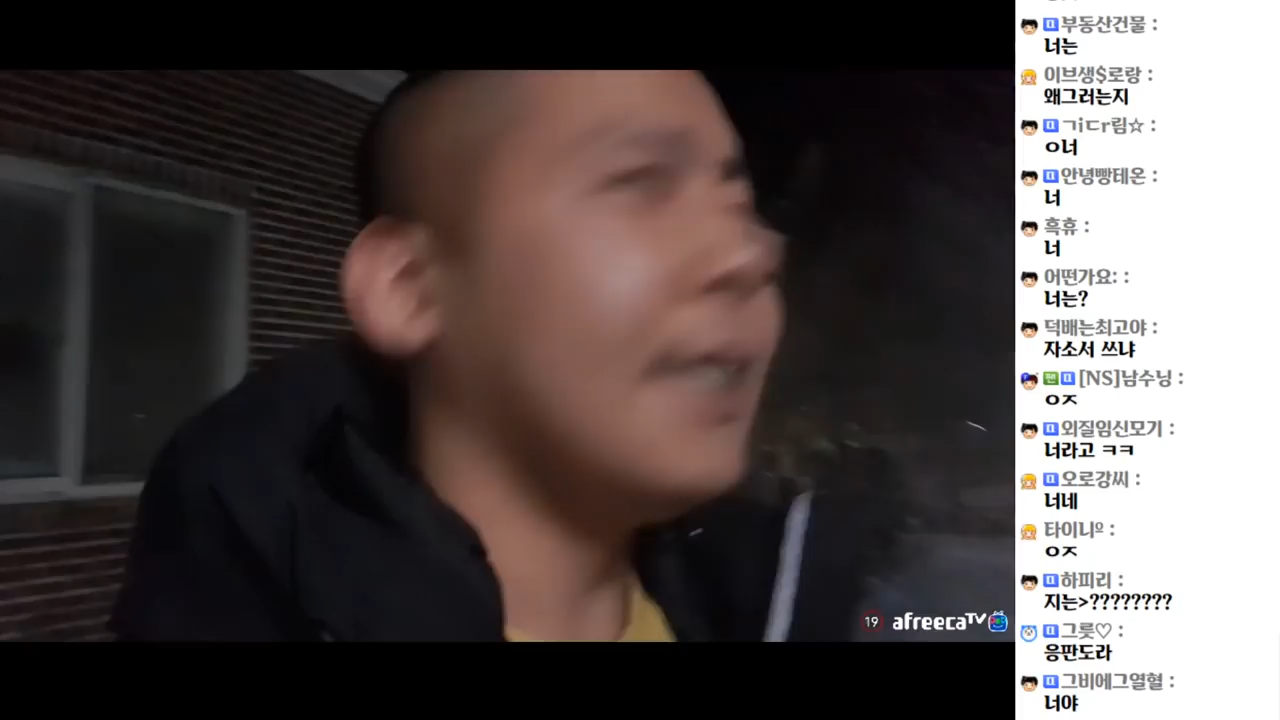 부동산건물 :
너는
이브생$로랑 :
왜그러는지
ㄱiㄷr림☆ :
ㅇ너
안녕빵테온 :
너
흑휴 :
너
어떤가요: :
너는?
덕배는최고야 :
자소서 쓰냐
팬 [NS]남수닝 :
ㅇㅈ
외질임신모기 :
너라고 ㅋㅋ
오로강씨 :
너네
타이니º :
ㅇㅈ
하피리 :
지는>????????
그릇♡ :
응판도라
그비에그열혈 :
너야
19 afreecaTV